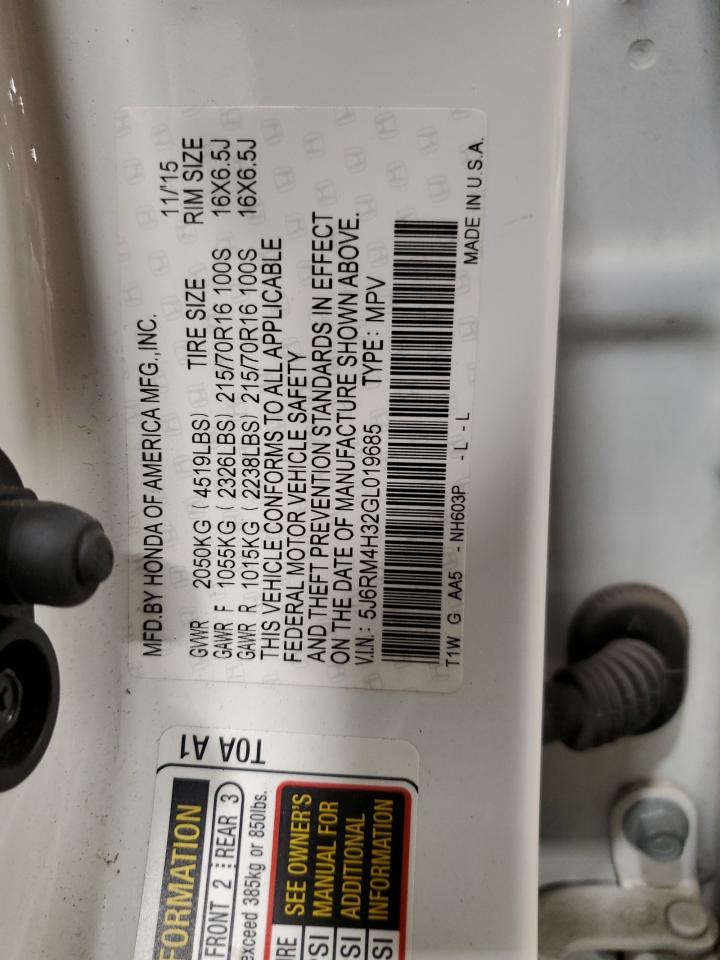 MFD. BY HONDA OF AMERICA MFG., INC. 11/'15
GVWR 2050KG ( 4519LBS) TIRE SIZE RIM SIZE
GAWR F 1055KG ( 2326LBS) 215/70R16 100S 16X6.5J
GAWR R 1015KG ( 2238LBS) 215/70R16 100S 16X6.5J
THIS VEHICLE CONFORMS TO ALL APPLICABLE
FEDERAL MOTOR VEHICLE SAFETY
AND THEFT PREVENTION STANDARDS IN EFFECT
ON THE DATE OF MANUFACTURE SHOWN ABOVE.
V.I.N.: 5J6RM4H32GL019685 TYPE: MPV
T1W G AA5 - NH603P - L - L
MADE IN U.S.A.
T0A A1
FORMATION
FRONT 2 REAR 3
exceed 385kg or 850lbs.
SEE OWNER'S
MANUAL FOR
ADDITIONAL
INFORMATION